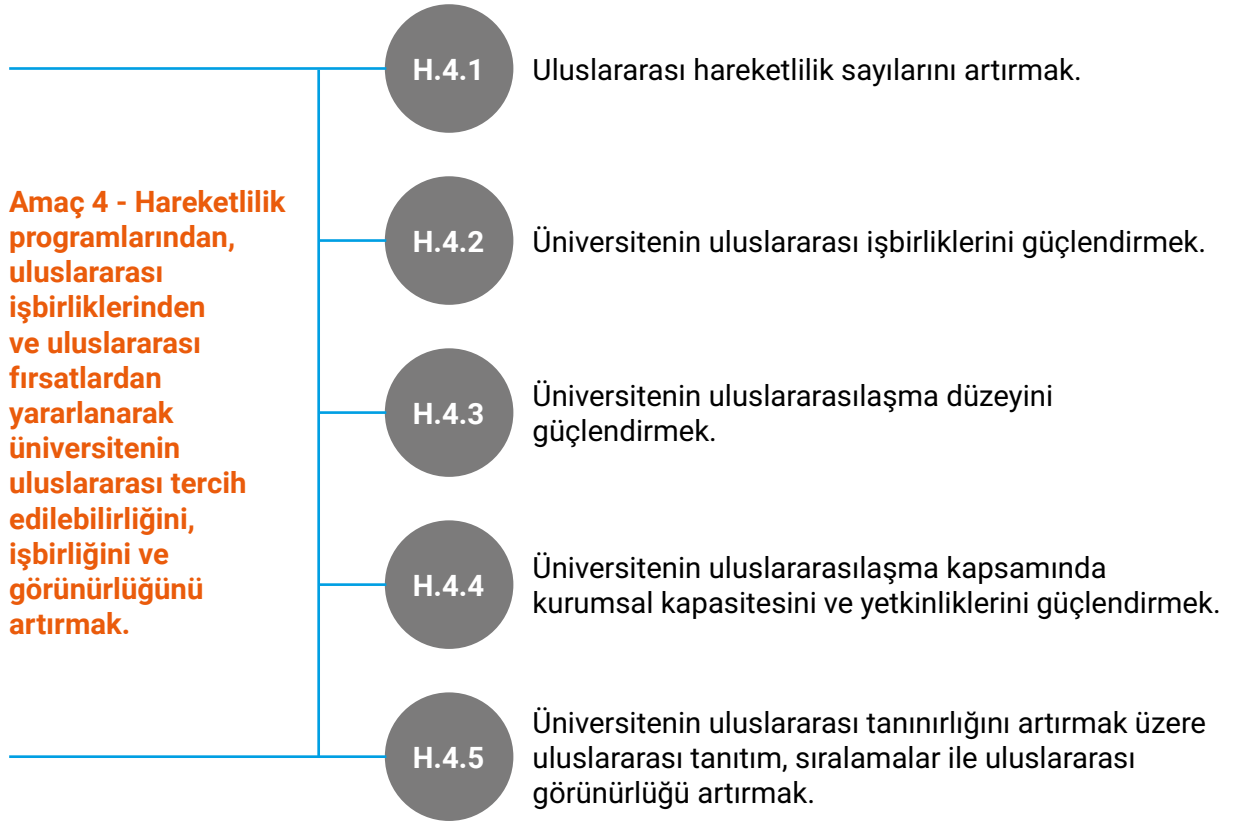 Amaç 4 - Hareketlilik
programlarından,
uluslararası
işbirliklerinden
ve uluslararası
fırsatlardan
yararlanarak
üniversitenin
uluslararası tercih
edilebilirliğini,
işbirliğini ve
görünürlüğünü
artırmak.
H.4.1
Uluslararası hareketlilik sayılarını artırmak.
H.4.2
Üniversitenin uluslararası işbirliklerini güçlendirmek.
H.4.3
Üniversitenin uluslararasılaşma düzeyini
güçlendirmek.
H.4.4
Üniversitenin uluslararasılaşma kapsamında
kurumsal kapasitesini ve yetkinliklerini güçlendirmek.
H.4.5
Üniversitenin uluslararası tanınırlığını artırmak üzere
uluslararası tanıtım, sıralamalar ile uluslararası
görünürlüğü artırmak.